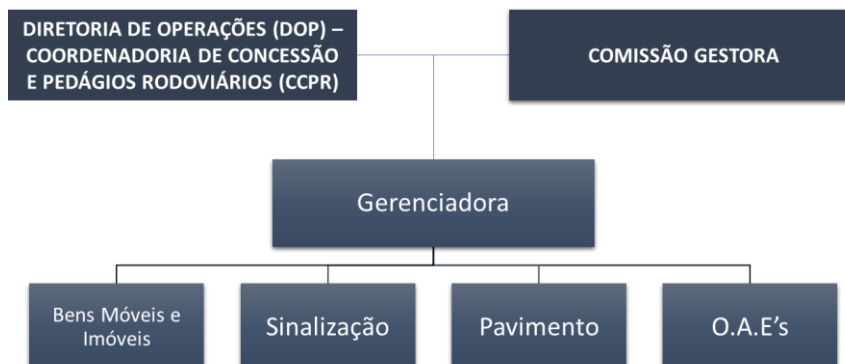 DIRETORIA DE OPERAÇÕES (DOP) –
COORDENADORIA DE CONCESSÃO
E PEDÁGIOS RODOVIÁRIOS (CCPR)
COMISSÃO GESTORA
Gerenciadora
Bens Móveis e
Imóveis
Sinalização
Pavimento
O.A.E’s